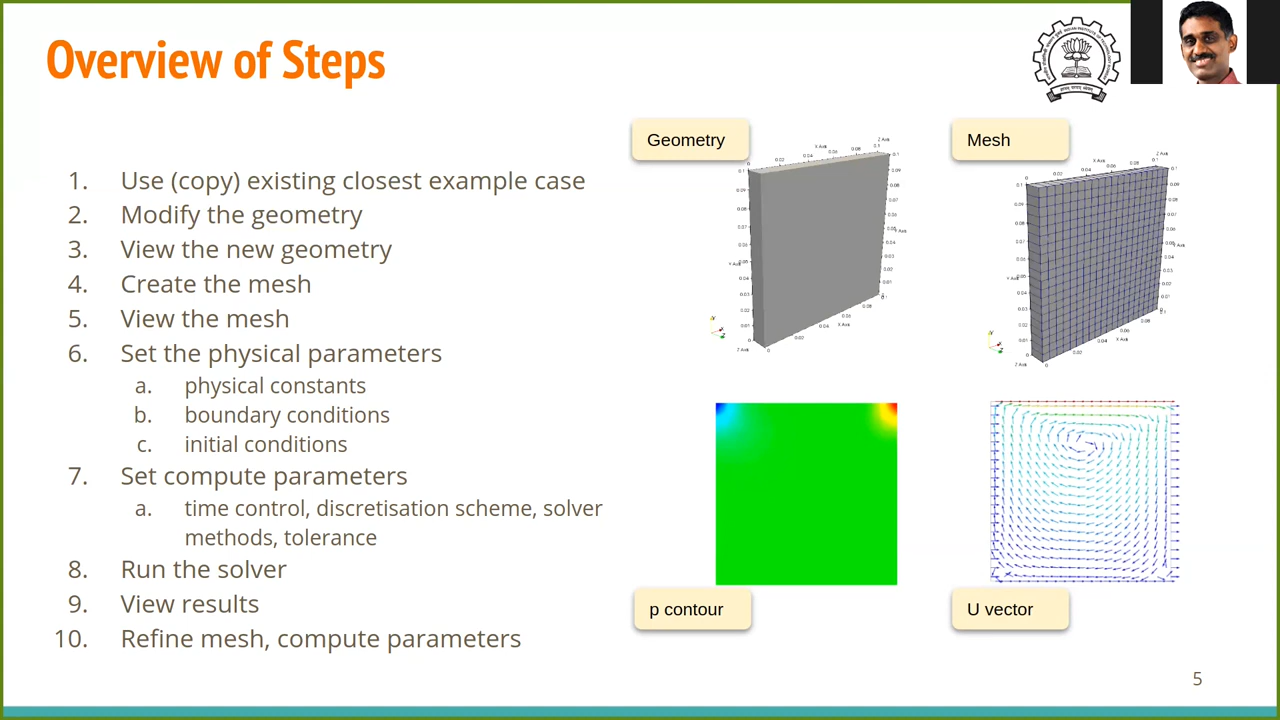 Overview of Steps
1. Use (copy) existing closest example case
2. Modify the geometry
3. View the new geometry
4. Create the mesh
5. View the mesh
6. Set the physical parameters
a. physical constants
b. boundary conditions
c. initial conditions
7. Set compute parameters
a. time control, discretisation scheme, solver
methods, tolerance
8. Run the solver
9. View results
10. Refine mesh, compute parameters
Geometry
Mesh
p contour
U vector
5